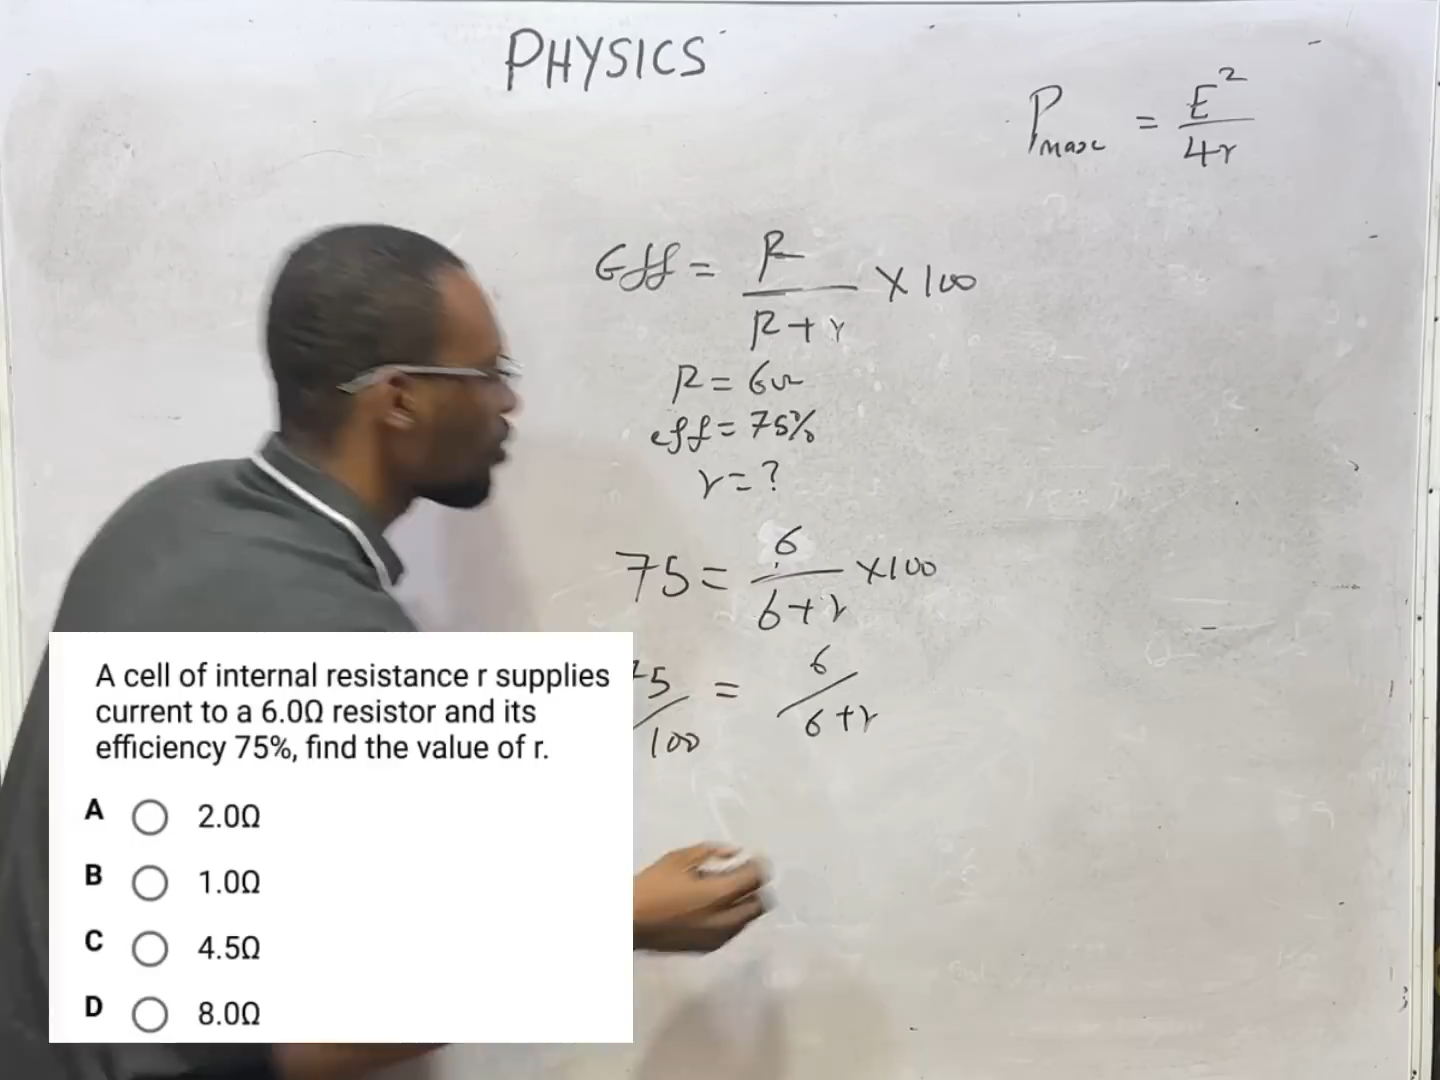 PHYSICS
Pmax = E²/4r
Eff = R/R+r ×100
R = 6Ω
eff = 75%
r = ?
75 = 6/6+r ×100
75/100 = 6/6+r
A cell of internal resistance r supplies
current to a 6.0Ω resistor and its
efficiency 75%, find the value of r.
A 2.0Ω
B 1.0Ω
C 4.5Ω
D 8.0Ω